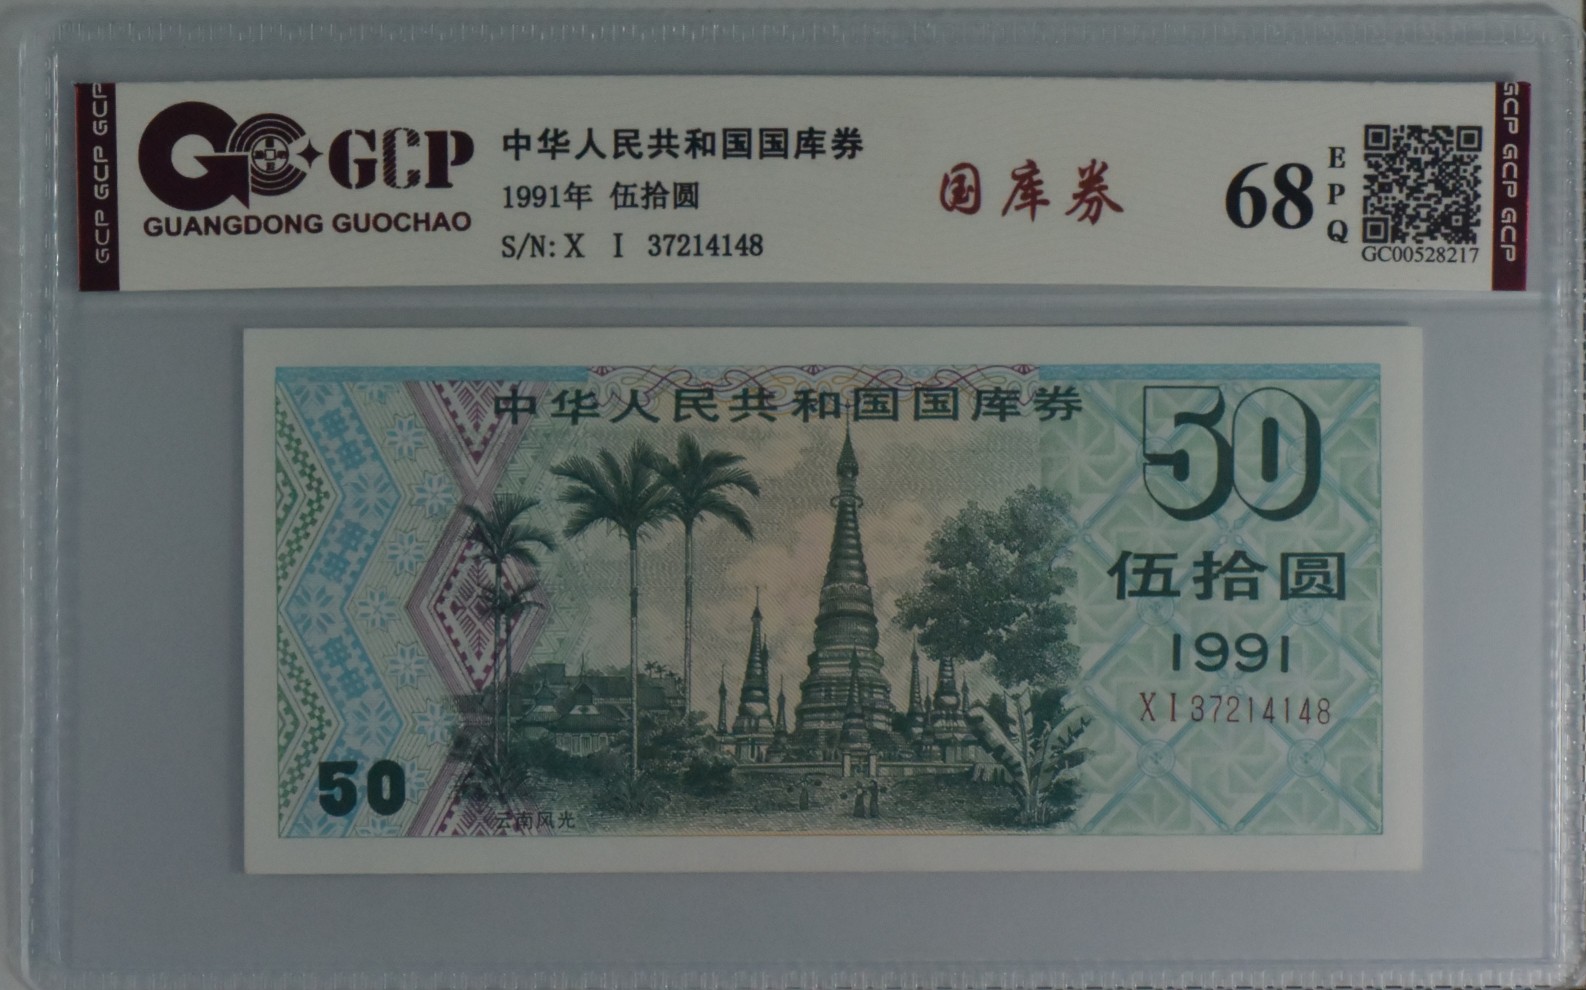 GCP GCP GCP
GCP
GUANGDONG GUOCHAO
中华人民共和国国库券
1991年 伍拾圆
S/N: X I 37214148
国库券
68
EPQ
GC00528217
GCP GCP GCP
中华人民共和国国库券
50
伍拾圆
1991
X I 37214148
50
云南风光